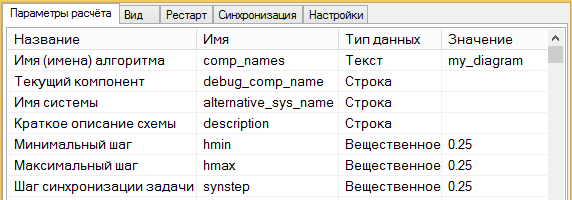 Параметры расчёта Вид Рестарт Синхронизация Настройки
Название Имя Тип данных Значение
Имя (имена) алгоритма comp_names Текст my_diagram
Текущий компонент debug_comp_name Строка
Имя системы alternative_sys_name Строка
Краткое описание схемы description Строка
Минимальный шаг hmin Вещественное 0.25
Максимальный шаг hmax Вещественное 0.25
Шаг синхронизации задачи synstep Вещественное 0.25